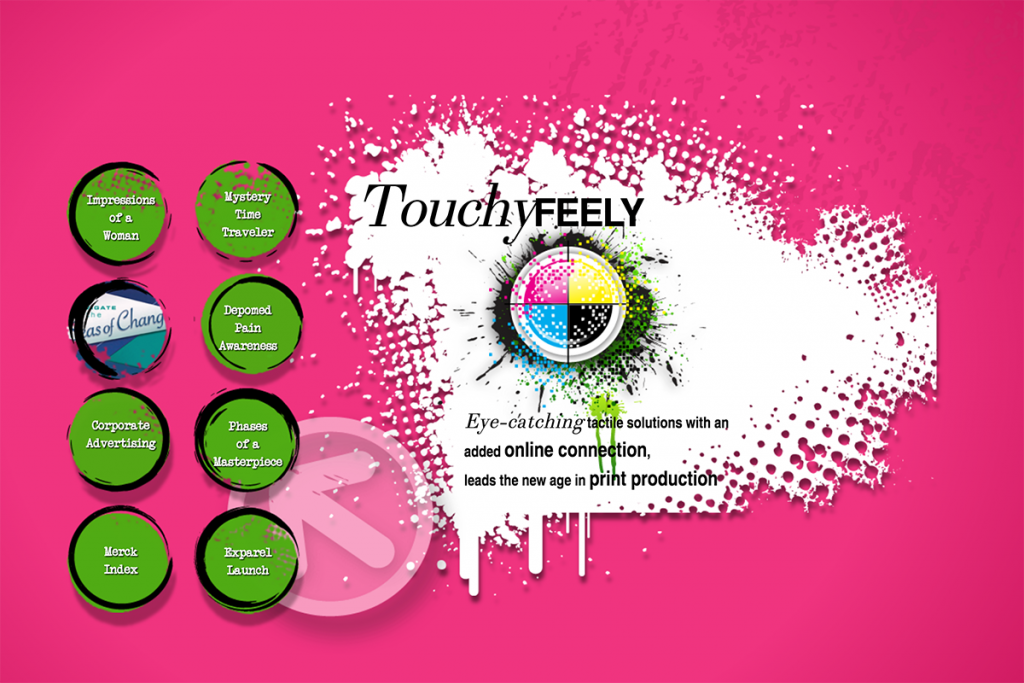 TouchyFEELY
Impressions
of a
Woman
Mystery
Time
Traveler
GATE
the
eas of Chang
Depomed
Pain
Awareness
Corporate
Advertising
Phases
of a
Masterpiece
Merck
Index
Exparel
Launch
Eye-catching tactile solutions with an
added online connection,
leads the new age in print production